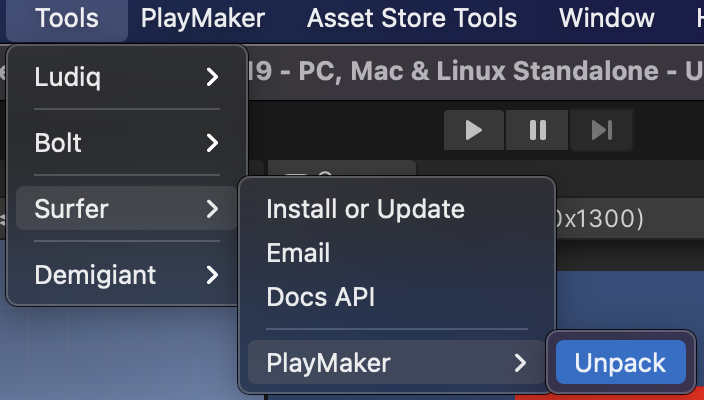 Tools PlayMaker Asset Store Tools Window
Ludiq
19 - PC, Mac & Linux Standalone - U
Bolt
Surfer
Install or Update
0x1300)
Email
Demigiant
Docs API
PlayMaker
Unpack